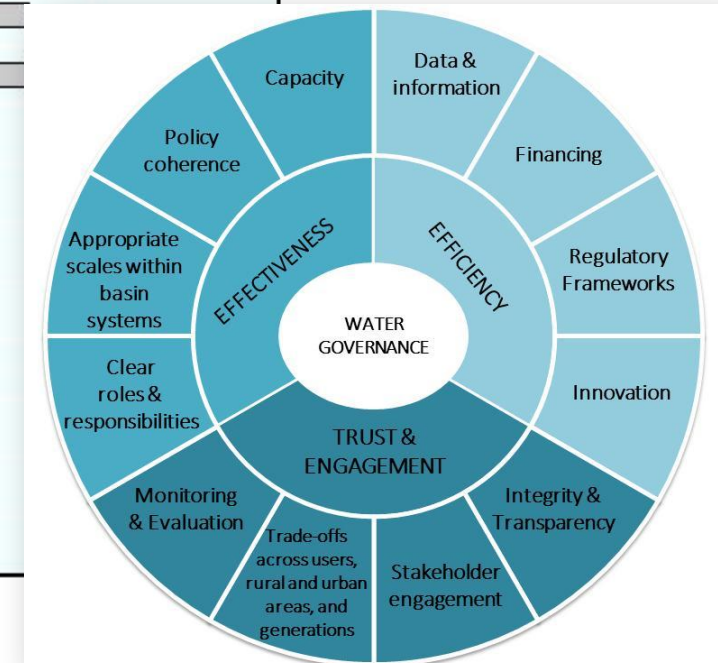 Capacity
Data &
information
Policy
coherence
Financing
Appropriate
scales within
basin
systems
EFFECTIVENESS
EFFICIENCY
Regulatory
Frameworks
WATER
GOVERNANCE
Clear
roles &
responsibilities
Innovation
TRUST &
ENGAGEMENT
Monitoring
& Evaluation
Integrity &
Transparency
Trade-offs
across users,
rural and urban
areas, and
generations
Stakeholder
engagement